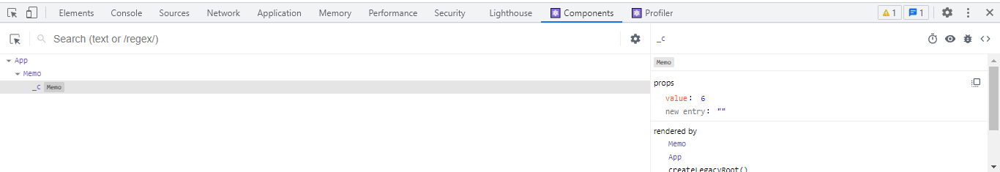 Elements Console Sources Network Application Memory Performance Security Lighthouse Components Profiler 1 1
Search (text or /regex/)
App
Memo
_c Memo
_c
Memo
props
value: 6
new entry: ""
rendered by
Memo
App
createLegacyRoot()